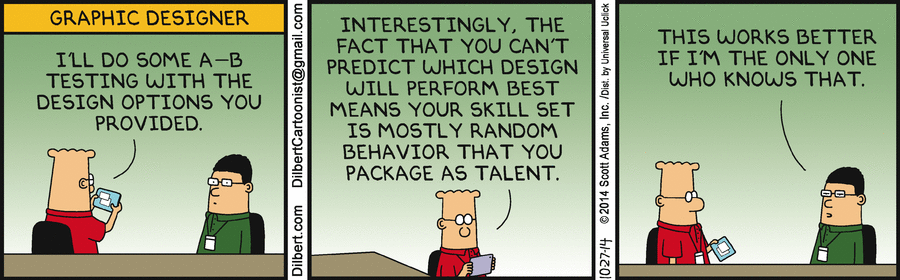 GRAPHIC DESIGNER
I'LL DO SOME A-B
TESTING WITH THE
DESIGN OPTIONS YOU
PROVIDED.
Dilbert.com DilbertCartoonist@gmail.com
INTERESTINGLY, THE
FACT THAT YOU CAN'T
PREDICT WHICH DESIGN
WILL PERFORM BEST
MEANS YOUR SKILL SET
IS MOSTLY RANDOM
BEHAVIOR THAT YOU
PACKAGE AS TALENT.
10-27-14 © 2014 Scott Adams, Inc. /Dist. by Universal Uclick
THIS WORKS BETTER
IF I'M THE ONLY ONE
WHO KNOWS THAT.